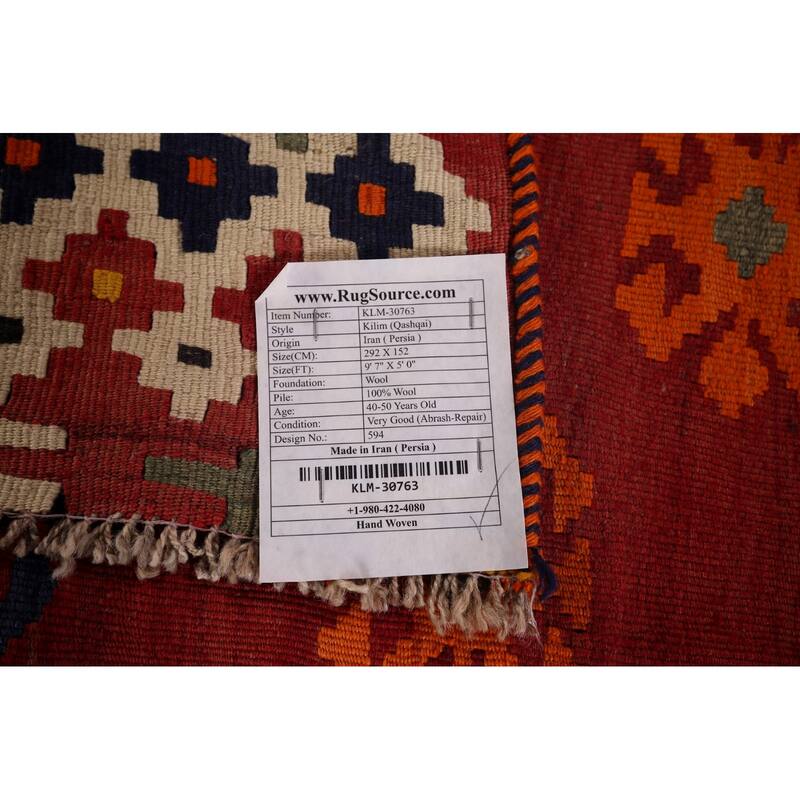 www.RugSource.com
Item Number: KLM-30763
Style Kilim (Qashqai)
Origin Iran ( Persia )
Size(CM): 292 X 152
Size(FT): 9' 7" X 5' 0"
Foundation: Wool
Pile: 100% Wool
Age: 40-50 Years Old
Condition: Very Good (Abrash-Repair)
Design No.: 594
Made in Iran ( Persia )
KLM-30763
+1-980-422-4080
Hand Woven